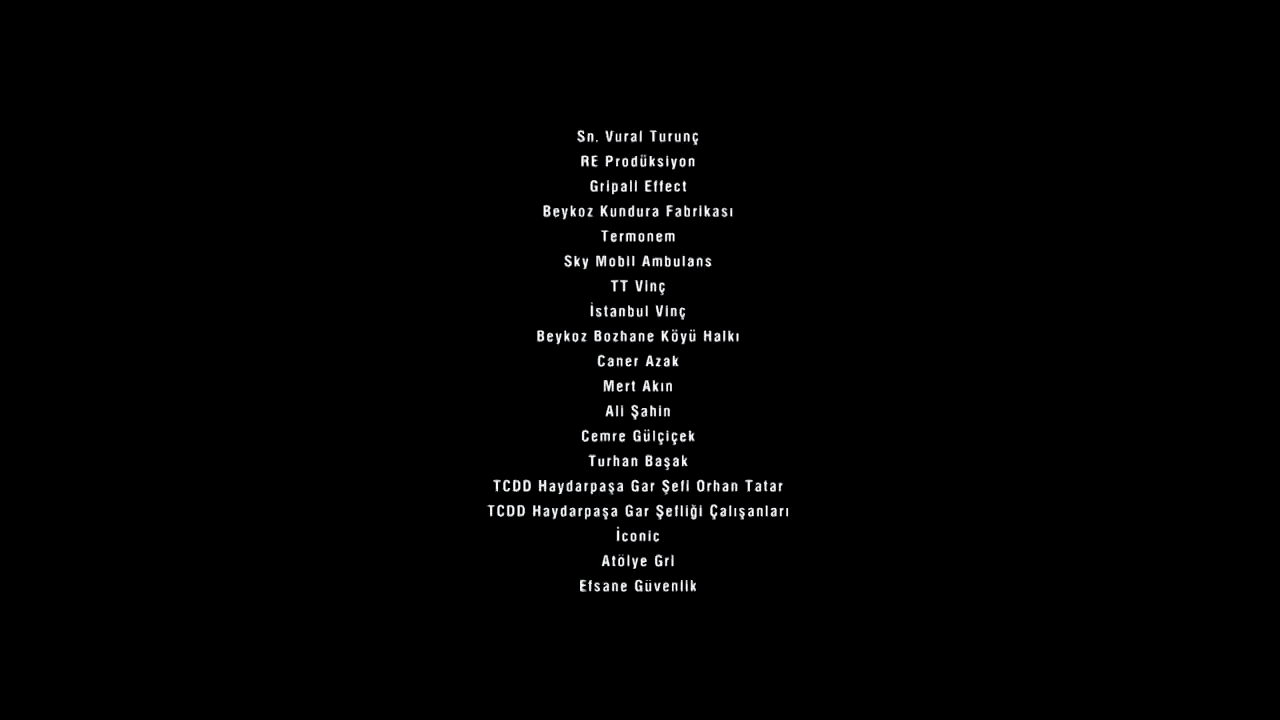 Sn. Vural Turunç
RE Prodüksiyon
Gripall Effect
Beykoz Kundura Fabrikası
Termonem
Sky Mobil Ambulans
TT Vinç
İstanbul Vinç
Beykoz Bozhane Köyü Halkı
Caner Azak
Mert Akın
Ali Şahin
Cemre Gülçiçek
Turhan Başak
TCDD Haydarpaşa Gar Şefi Orhan Tatar
TCDD Haydarpaşa Gar Şefliği Çalışanları
İconic
Atölye Gri
Efsane Güvenlik